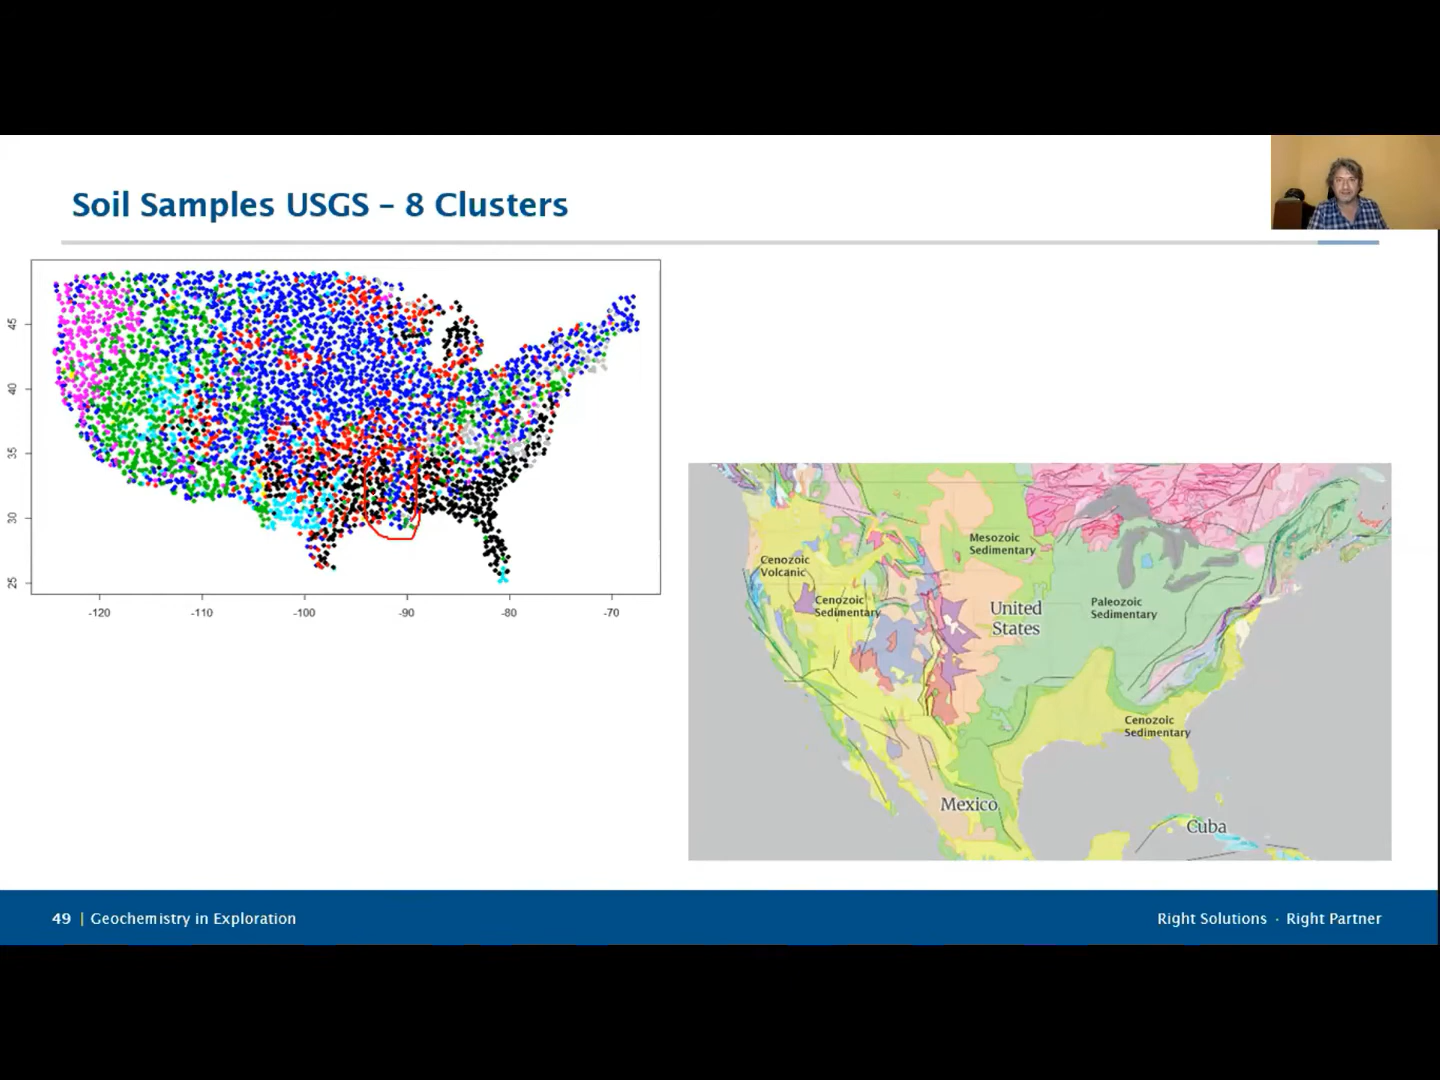 Soil Samples USGS – 8 Clusters
45
40
35
30
25
-120
-110
-100
-90
-80
-70
Mesozoic
Sedimentary
Cenozoic
Volcanic
Cenozoic
Sedimentary
United
States
Paleozoic
Sedimentary
Cenozoic
Sedimentary
Mexico
Cuba
49 | Geochemistry in Exploration
Right Solutions · Right Partner